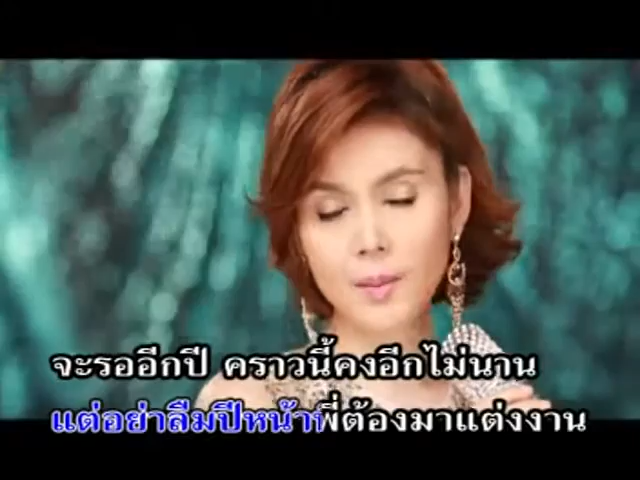 จะรออีกปี คราวนี้คงอีกไม่นาน
แต่อย่าลืมปีหน้าพี่ต้องมาแต่งงาน